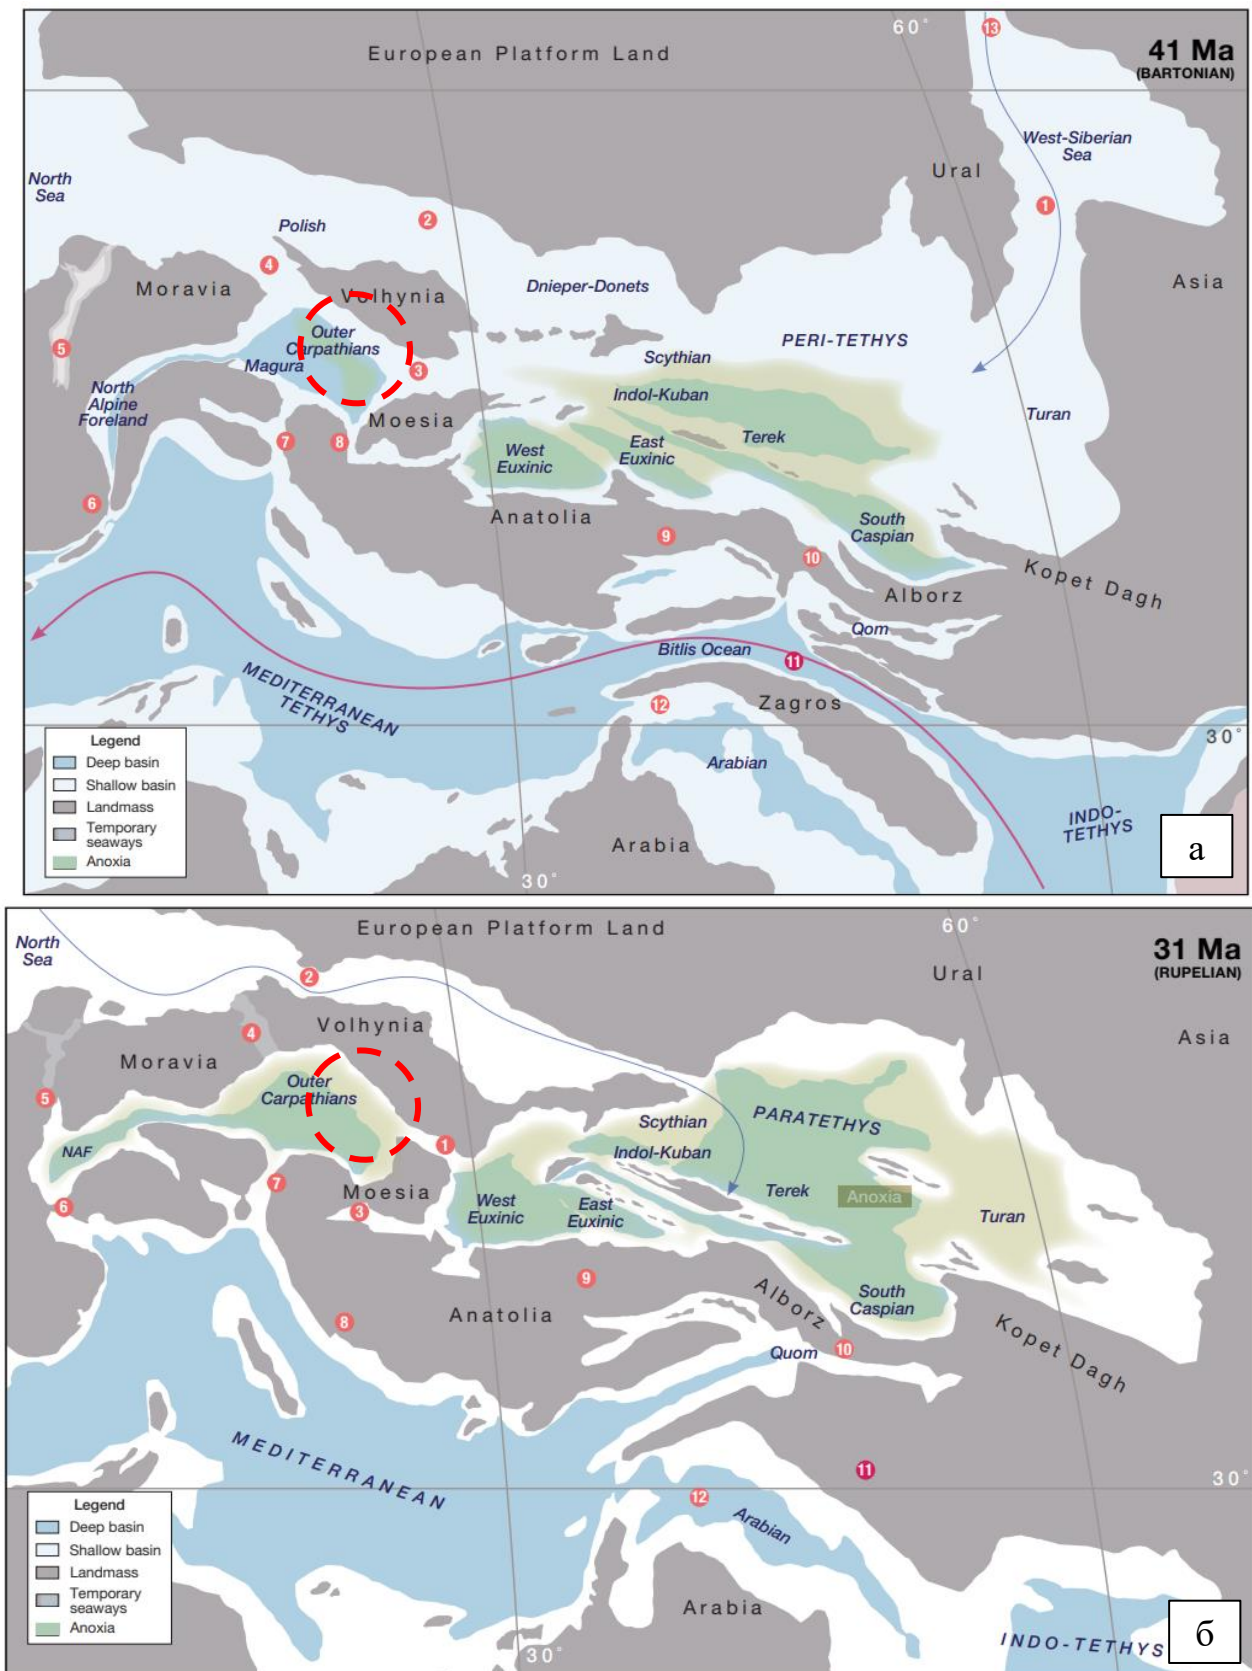 European Platform Land
60°
13
41 Ma
(BARTONIAN)
West-Siberian
Sea
Ural
North
Sea
1
2
Polish
4
Asia
Moravia
Volhynia
Dnieper-Donets
Outer
Carpathians
PERI-TETHYS
5
Magura
3
Scythian
North
Alpine
Foreland
Indol-Kuban
Turan
Moesia
7
8
West
Euxinic
East
Euxinic
Terek
6
Anatolia
South
Caspian
9
10
Kopet Dagh
Alborz
Qom
Bitlis Ocean
11
MEDITERRANEAN
TETHYS
12
Zagros
30°
Arabian
Legend
Deep basin
Shallow basin
Landmass
Temporary
seaways
Anoxia
INDO-
TETHYS
Arabia
а
30°
European Platform Land
60°
North
Sea
31 Ma
(RUPELIAN)
2
Ural
Volhynia
4
Asia
Moravia
5
Outer
Carpathians
Scythian
PARATETHYS
NAF
1
Indol-Kuban
7
Moesia
West
Euxinic
East
Euxinic
Terek
Anoxia
6
3
Turan
9
South
Caspian
Anatolia
Alborz
8
Kopet Dagh
Quom
10
MEDITERRANEAN
11
30°
12
Arabian
Legend
Deep basin
Shallow basin
Landmass
Temporary
seaways
Anoxia
Arabia
INDO-TETHYS
б
30°